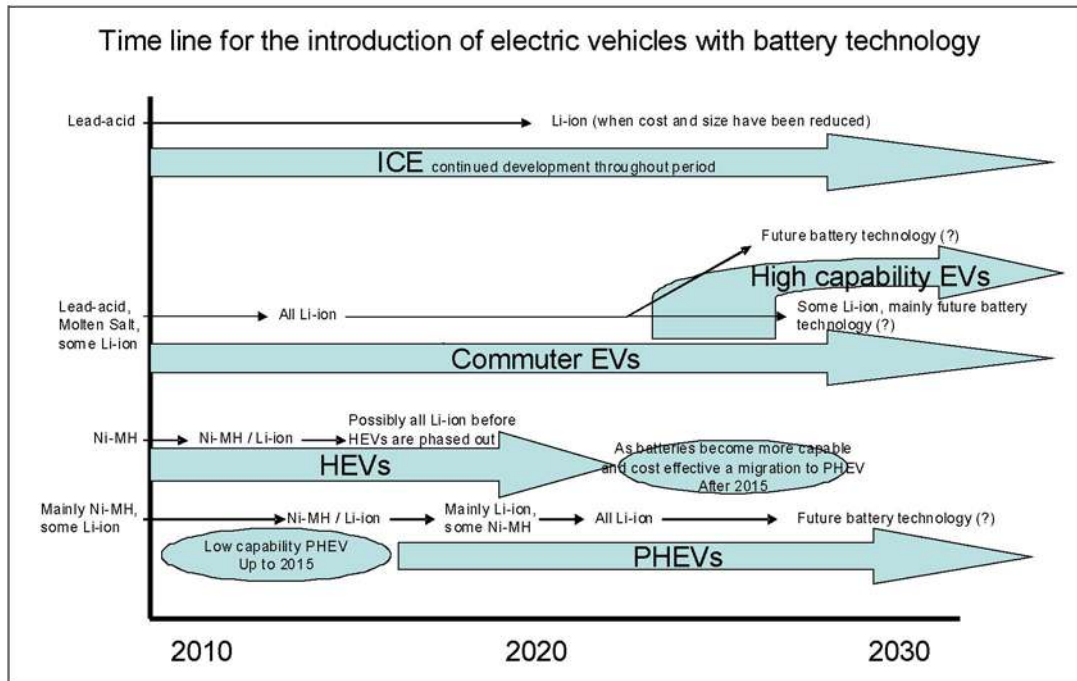 Time line for the introduction of electric vehicles with battery technology
Lead-acid
Li-ion (when cost and size have been reduced)
ICE continued development throughout period
Future battery technology (?)
High capability EVs
Lead-acid,
Molten Salt,
some Li-ion
All Li-ion
Some Li-ion, mainly future battery
technology (?)
Commuter EVs
Ni-MH
Ni-MH / Li-ion
Possibly all Li-ion before
HEVs are phased out
HEVs
As batteries become more capable
and cost effective a migration to PHEV
After 2015
Mainly Ni-MH,
some Li-ion
Ni-MH / Li-ion
Mainly Li-ion,
some Ni-MH
All Li-ion
Future battery technology (?)
Low capability PHEV
Up to 2015
PHEVs
2010
2020
2030